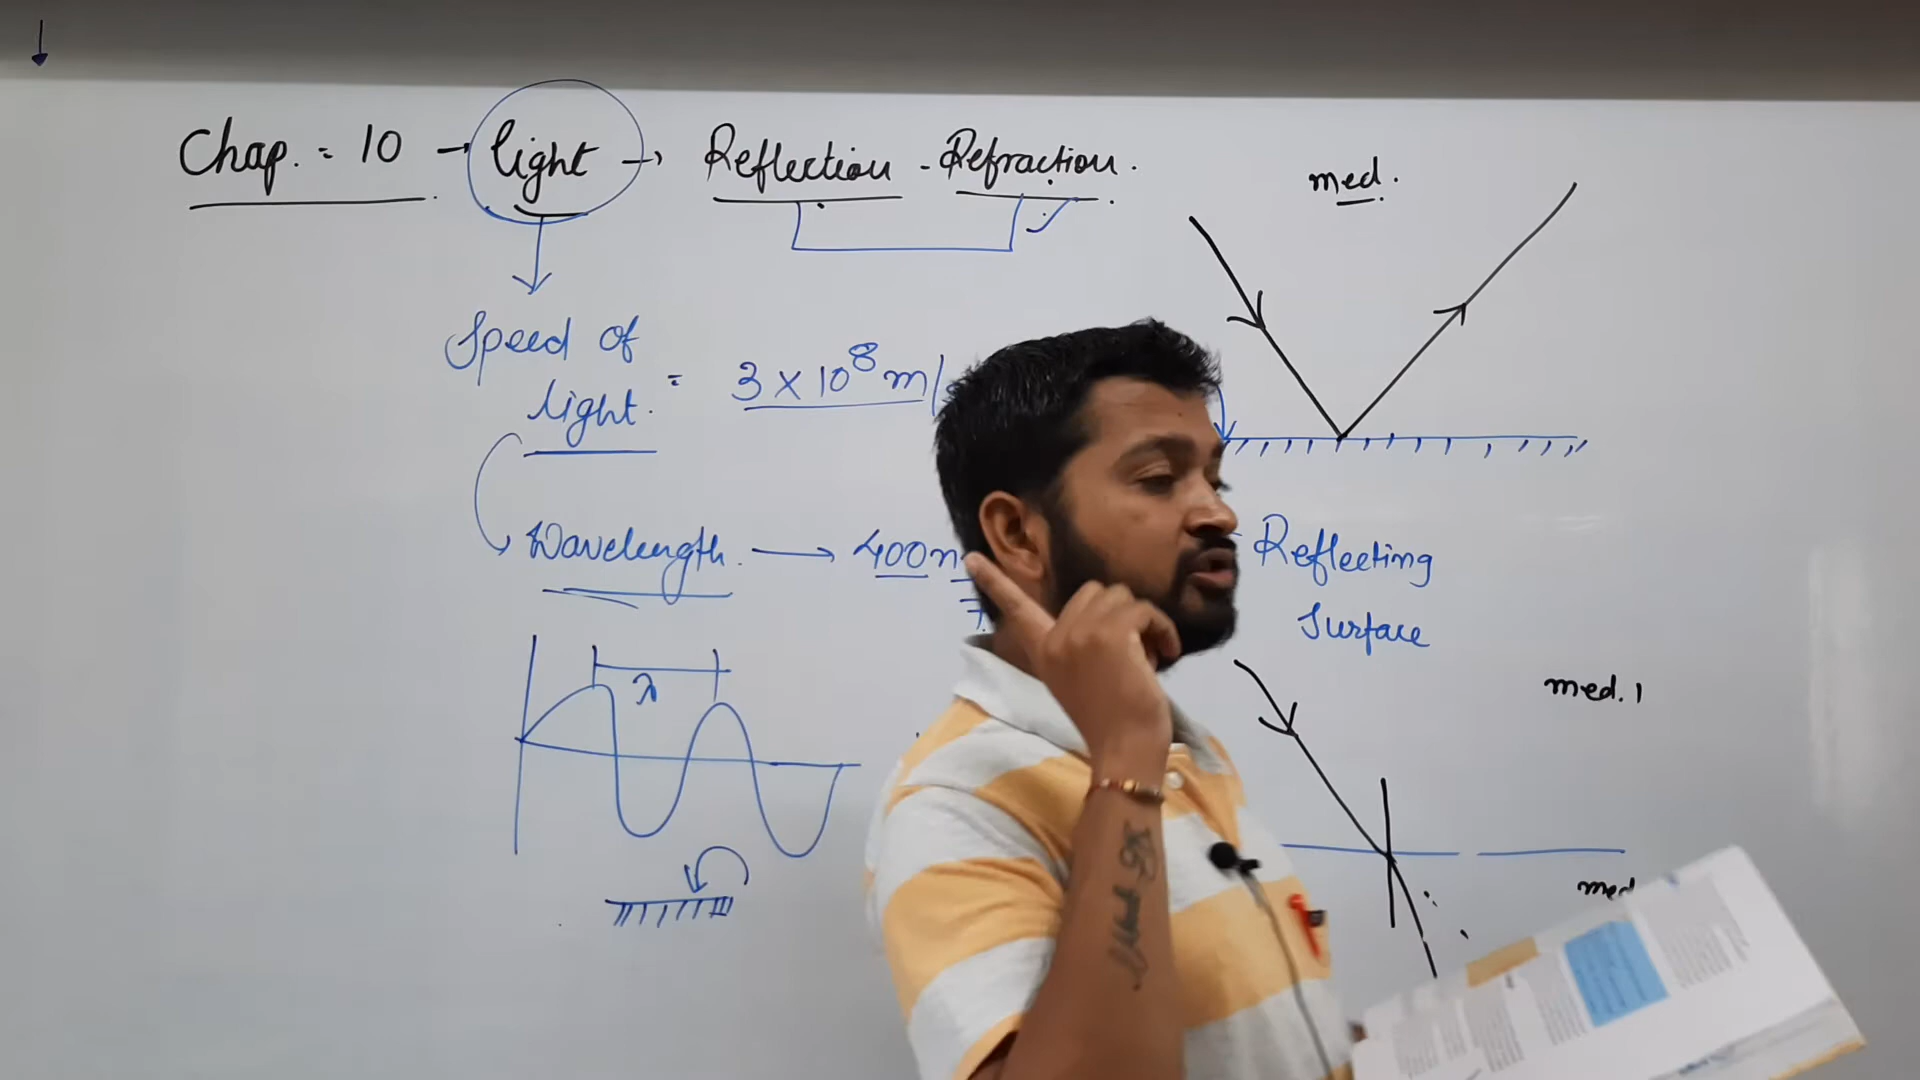 Chap. = 10 → light → Reflection - Refraction.
med.
Speed of
light. = 3 × 10⁸ m/
Wavelength. → 400n
Reflecting
Surface
λ
med. 1
med